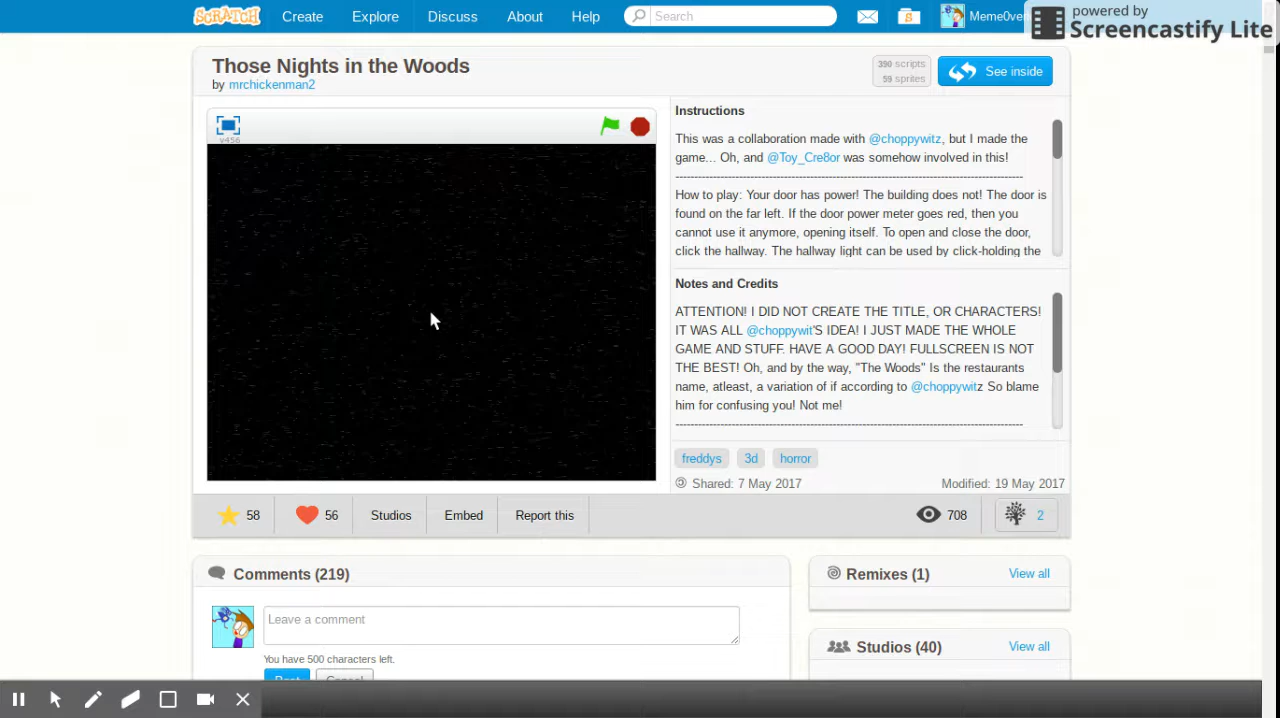 SCRATCH Create Explore Discuss About Help Search Meme0ver
powered by
Screencastify Lite
Those Nights in the Woods
by mrchickenman2
390 scripts
59 sprites
See inside
v456
Instructions
This was a collaboration made with @choppywitz, but I made the
game... Oh, and @Toy_Cre8or was somehow involved in this!
---------------------------------------------------------------------------------------
How to play: Your door has power! The building does not! The door is
found on the far left. If the door power meter goes red, then you
cannot use it anymore, opening itself. To open and close the door,
click the hallway. The hallway light can be used by click-holding the
Notes and Credits
ATTENTION! I DID NOT CREATE THE TITLE, OR CHARACTERS!
IT WAS ALL @choppywit'S IDEA! I JUST MADE THE WHOLE
GAME AND STUFF. HAVE A GOOD DAY! FULLSCREEN IS NOT
THE BEST! Oh, and by the way, "The Woods" Is the restaurants
name, atleast, a variation of if according to @choppywitz So blame
him for confusing you! Not me!
---------------------------------------------------------------------------------------
freddys 3d horror
Shared: 7 May 2017 Modified: 19 May 2017
58 56 Studios Embed Report this 708 2
Comments (219)
Leave a comment
You have 500 characters left.
Post Cancel
Remixes (1) View all
Studios (40) View all